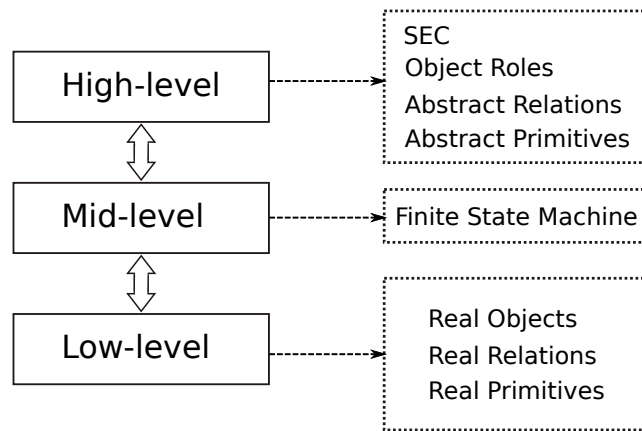 High-level
SEC
Object Roles
Abstract Relations
Abstract Primitives
Mid-level
Finite State Machine
Low-level
Real Objects
Real Relations
Real Primitives